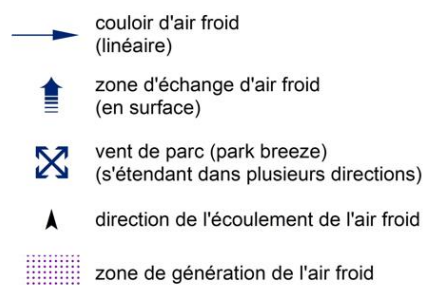 couloir d'air froid
(linéaire)
zone d'échange d'air froid
(en surface)
vent de parc (park breeze)
(s'étendant dans plusieurs directions)
direction de l'écoulement de l'air froid
zone de génération de l'air froid